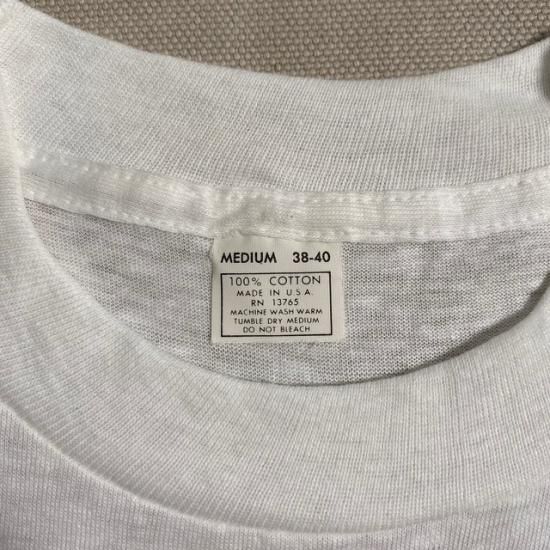 MEDIUM 38-40
100% COTTON
MADE IN U.S.A.
RN 13765
MACHINE WASH WARM
TUMBLE DRY MEDIUM
DO NOT BLEACH